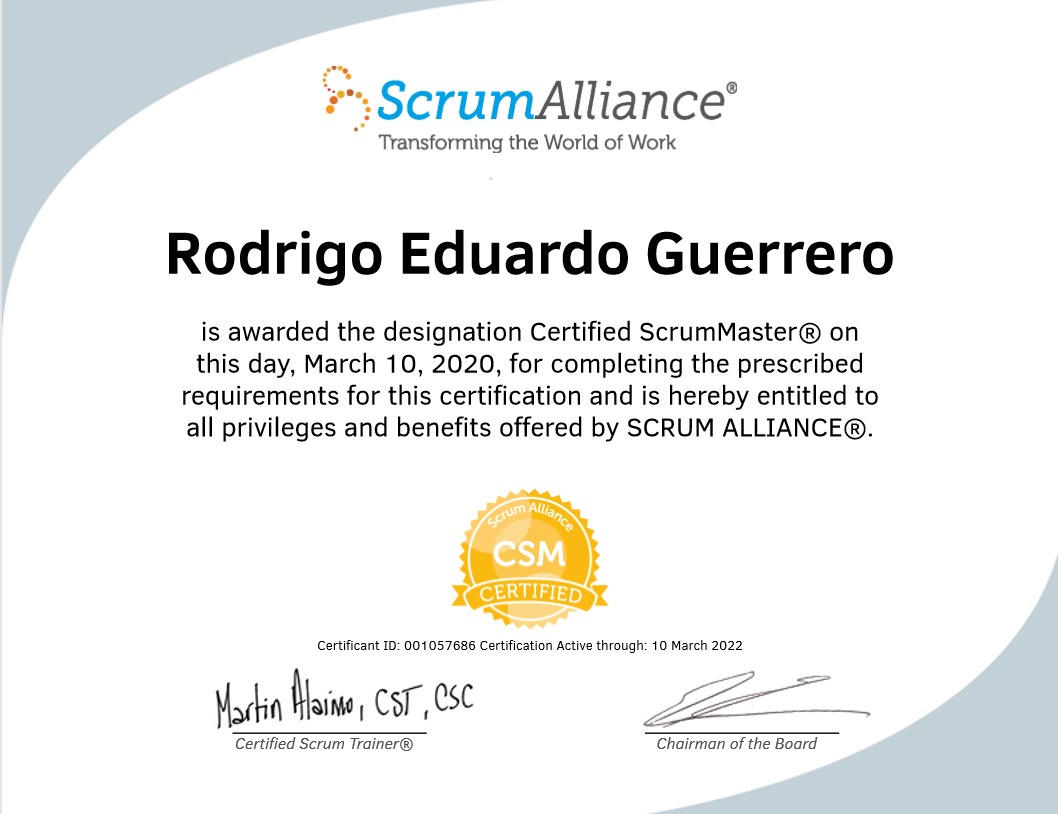 ScrumAlliance®
Transforming the World of Work
Rodrigo Eduardo Guerrero
is awarded the designation Certified ScrumMaster® on
this day, March 10, 2020, for completing the prescribed
requirements for this certification and is hereby entitled to
all privileges and benefits offered by SCRUM ALLIANCE®.
Scrum Alliance
CSM
CERTIFIED
Certificant ID: 001057686 Certification Active through: 10 March 2022
Martin Alaimo, CST, CSC
Certified Scrum Trainer®
Chairman of the Board